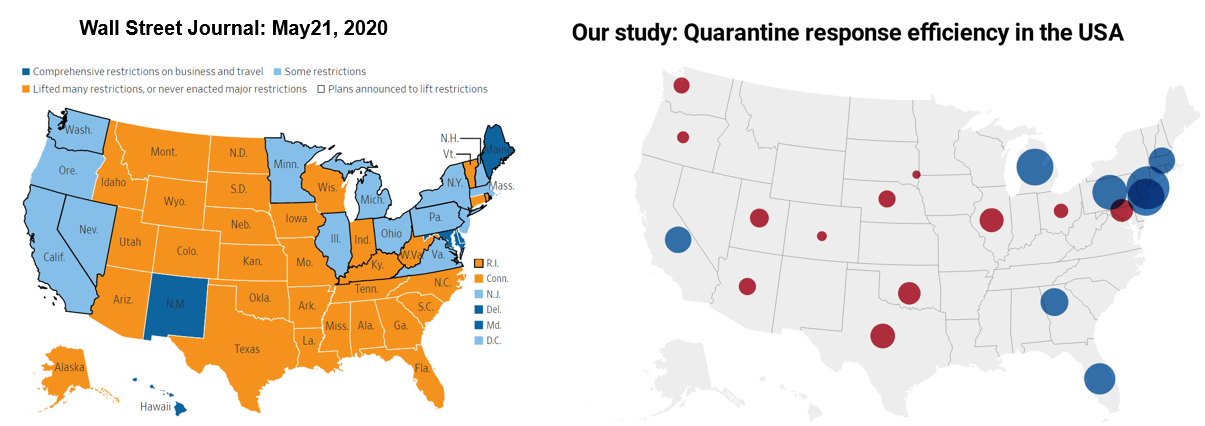 Wall Street Journal: May21, 2020
Our study: Quarantine response efficiency in the USA
Comprehensive restrictions on business and travel
Some restrictions
Lifted many restrictions, or never enacted major restrictions
Plans announced to lift restrictions
Wash.
Mont.
N.D.
Minn.
N.H.
Vt.
Maine
Ore.
Idaho
S.D.
Wis.
N.Y.
Mass.
Wyo.
Mich.
Iowa
Pa.
Nev.
Neb.
Ill.
Ind.
Ohio
Utah
Colo.
Calif.
Kan.
Mo.
W.Va.
Va.
Ky.
R.I.
Conn.
N.J.
Del.
Md.
D.C.
Ariz.
N.M.
Okla.
Ark.
Tenn.
N.C.
S.C.
Miss.
Ala.
Ga.
Texas
La.
Fla.
Alaska
Hawaii